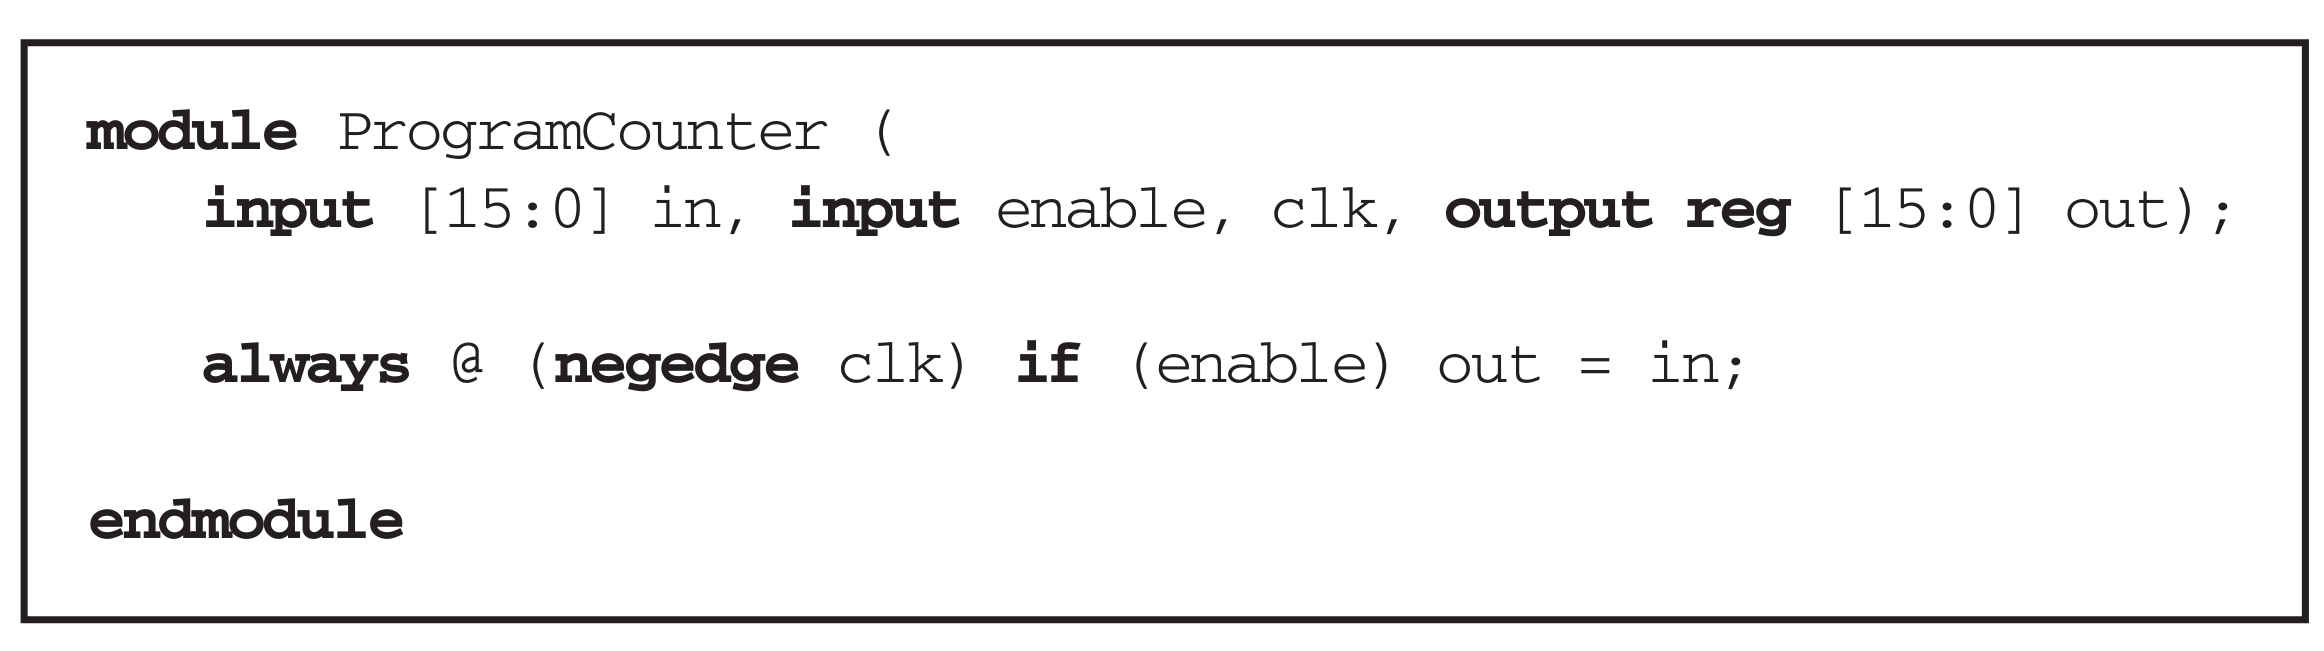 module ProgramCounter (
input [15:0] in, input enable, clk, output reg [15:0] out);
always @ (negedge clk) if (enable) out = in;
endmodule